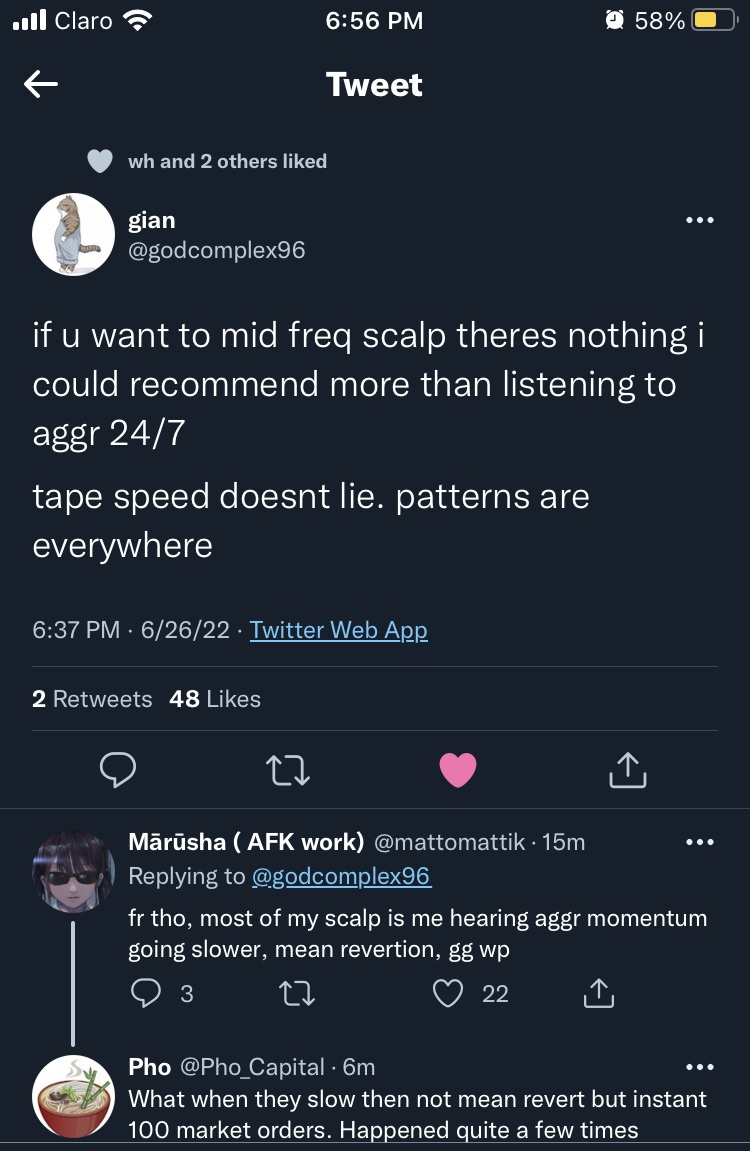 Claro 6:56 PM 58%
Tweet
wh and 2 others liked
gian
@godcomplex96
if u want to mid freq scalp theres nothing i
could recommend more than listening to
aggr 24/7
tape speed doesnt lie. patterns are
everywhere
6:37 PM · 6/26/22 · Twitter Web App
2 Retweets 48 Likes
Mārūsha ( AFK work) @mattomattik · 15m
Replying to @godcomplex96
fr tho, most of my scalp is me hearing aggr momentum
going slower, mean revertion, gg wp
3 22
Pho @Pho_Capital · 6m
What when they slow then not mean revert but instant
100 market orders. Happened quite a few times